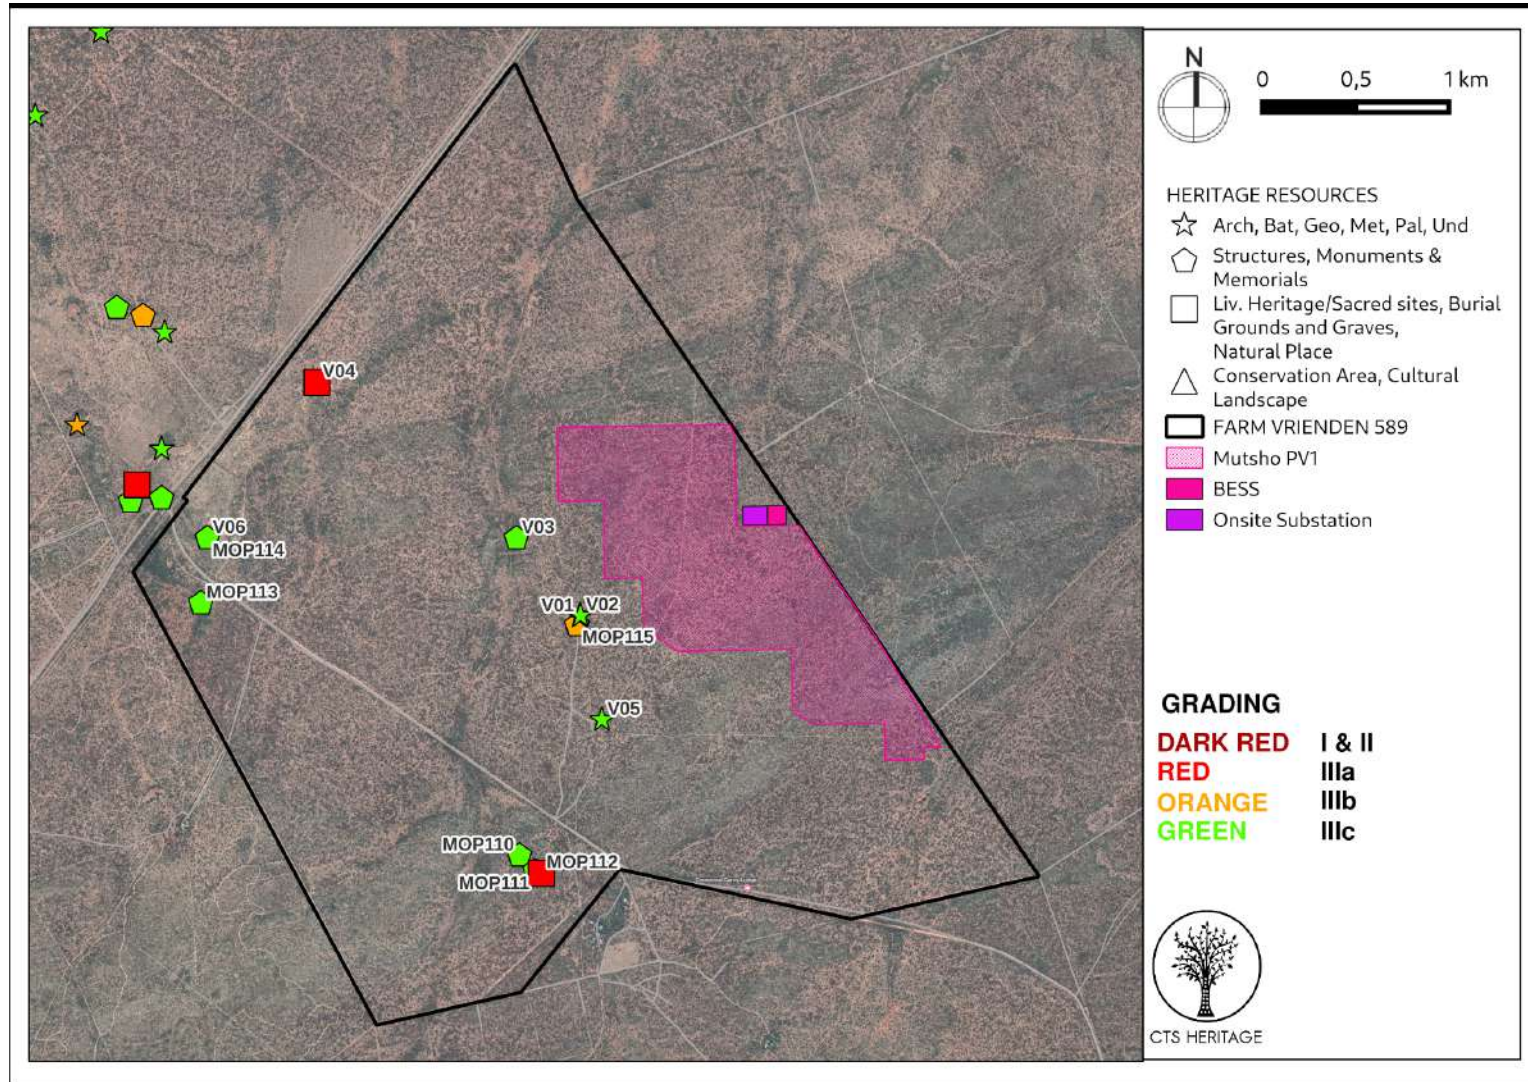 N
0 0,5 1 km
HERITAGE RESOURCES
Arch, Bat, Geo, Met, Pal, Und
Structures, Monuments &
Memorials
Liv. Heritage/Sacred sites, Burial
Grounds and Graves,
Natural Place
Conservation Area, Cultural
Landscape
FARM VRIENDEN 589
Mutsho PV1
BESS
Onsite Substation
GRADING
DARK RED I & II
RED IIIa
ORANGE IIIb
GREEN IIIc
CTS HERITAGE
V04
V06
MOP114
V03
MOP113
V01 V02
MOP115
V05
MOP110
MOP112
MOP111